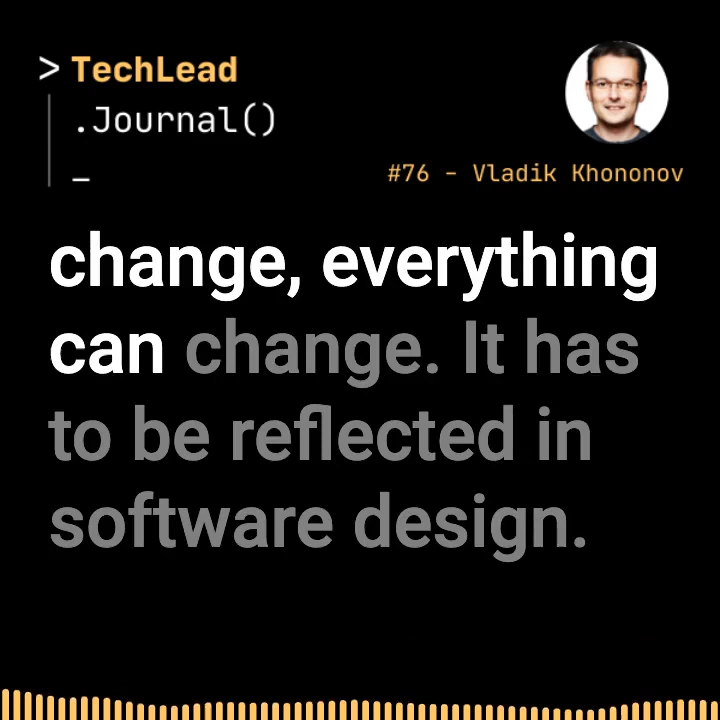 > TechLead
.Journal()
_
#76 - Vladik Khononov
change, everything
can change. It has
to be reflected in
software design.